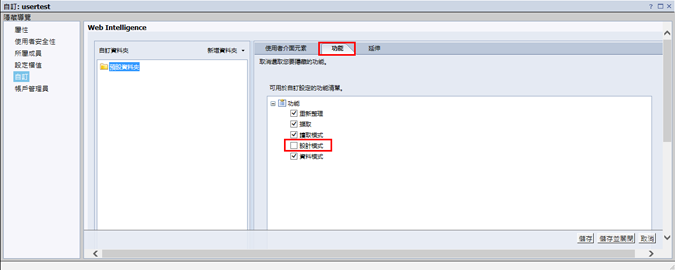 自訂: usertest
隱藏導覽
屬性
使用者安全性
所屬成員
設定檔值
自訂
帳戶管理員
Web Intelligence
自訂資料夾
新增資料夾
預設資料夾
使用者介面元素
功能
延伸
取消選取您要隱藏的功能。
可用於自訂設定的功能清單。
功能
重新整理
擷取
讀取模式
設計模式
資料模式
儲存
儲存並關閉
取消